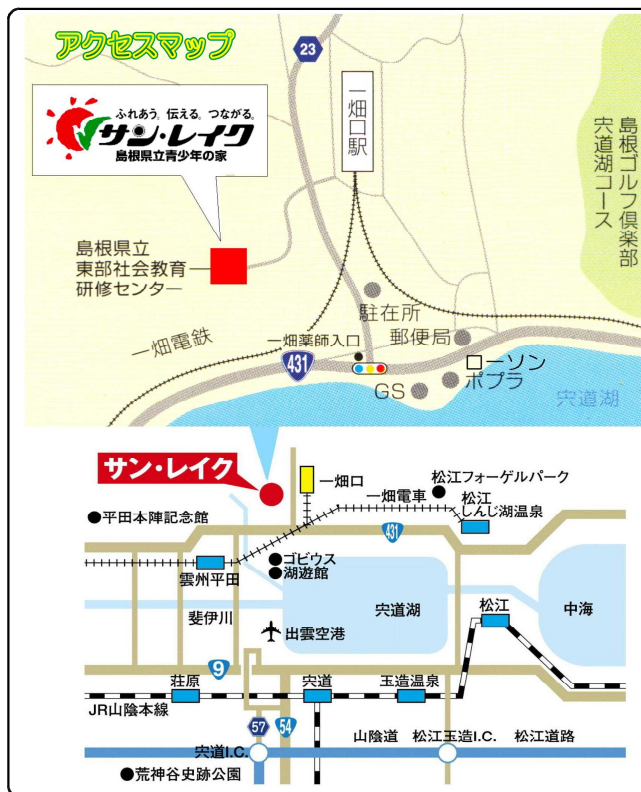 アクセスマップ
23
一畑口駅
島根ゴルフ倶楽部
宍道湖コース
ふれあう。伝える。つながる。
サン・レイク
島根県立青少年の家
島根県立
東部社会教育
研修センター
駐在所
一畑電鉄
一畑薬師入口
郵便局
431
ローソン
ポプラ
GS
宍道湖
サン・レイク
一畑口
松江フォーゲルパーク
一畑電車
松江
しんじ湖温泉
平田本陣記念館
431
ゴビウス
湖遊館
雲州平田
宍道湖
松江
中海
斐伊川
出雲空港
9
荘原
宍道
玉造温泉
JR山陰本線
57
54
山陰道
松江玉造I.C.
松江道路
宍道I.C.
荒神谷史跡公園